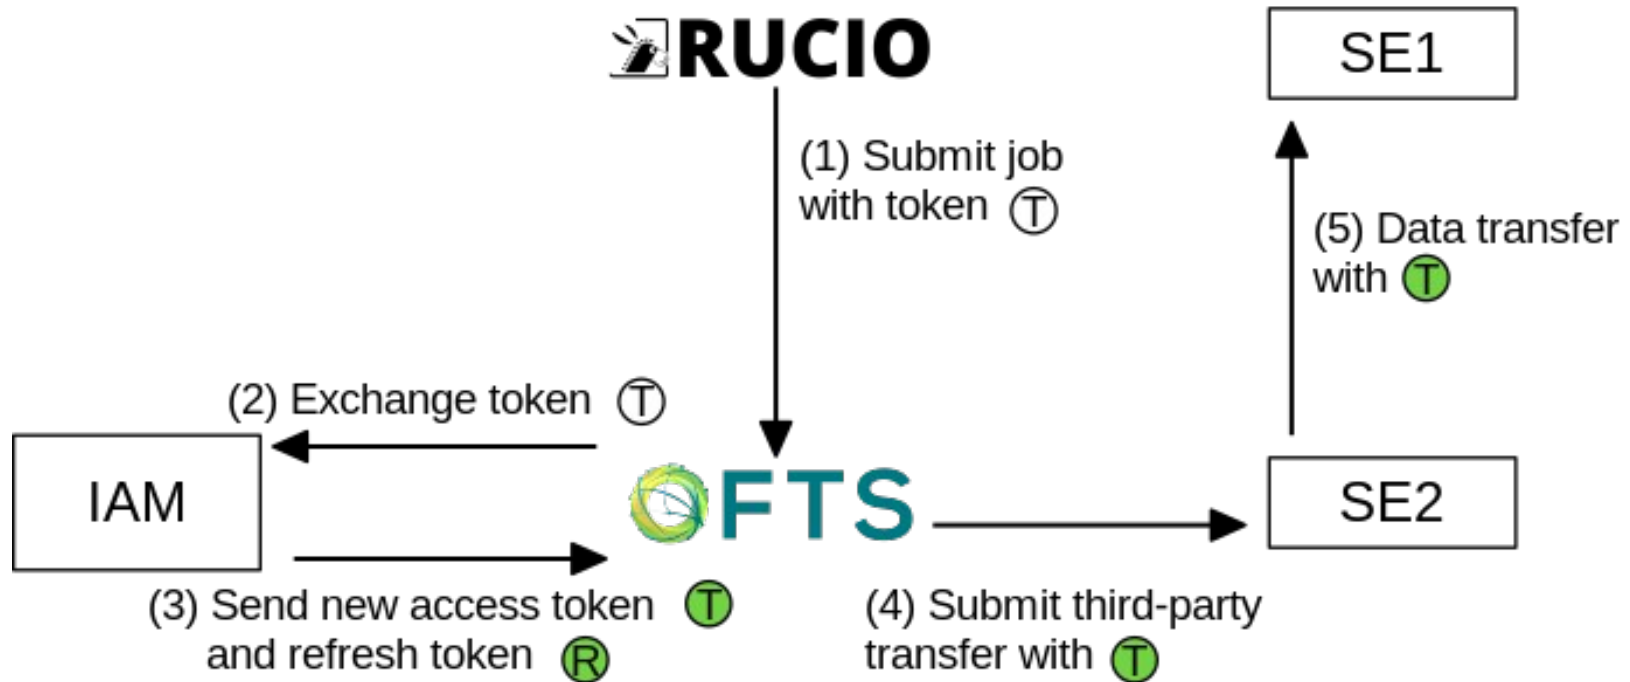 RUCIO
SE1
(1) Submit job
with token T
(5) Data transfer
with T
(2) Exchange token T
IAM
FTS
SE2
(3) Send new access token T
and refresh token R
(4) Submit third-party
transfer with T